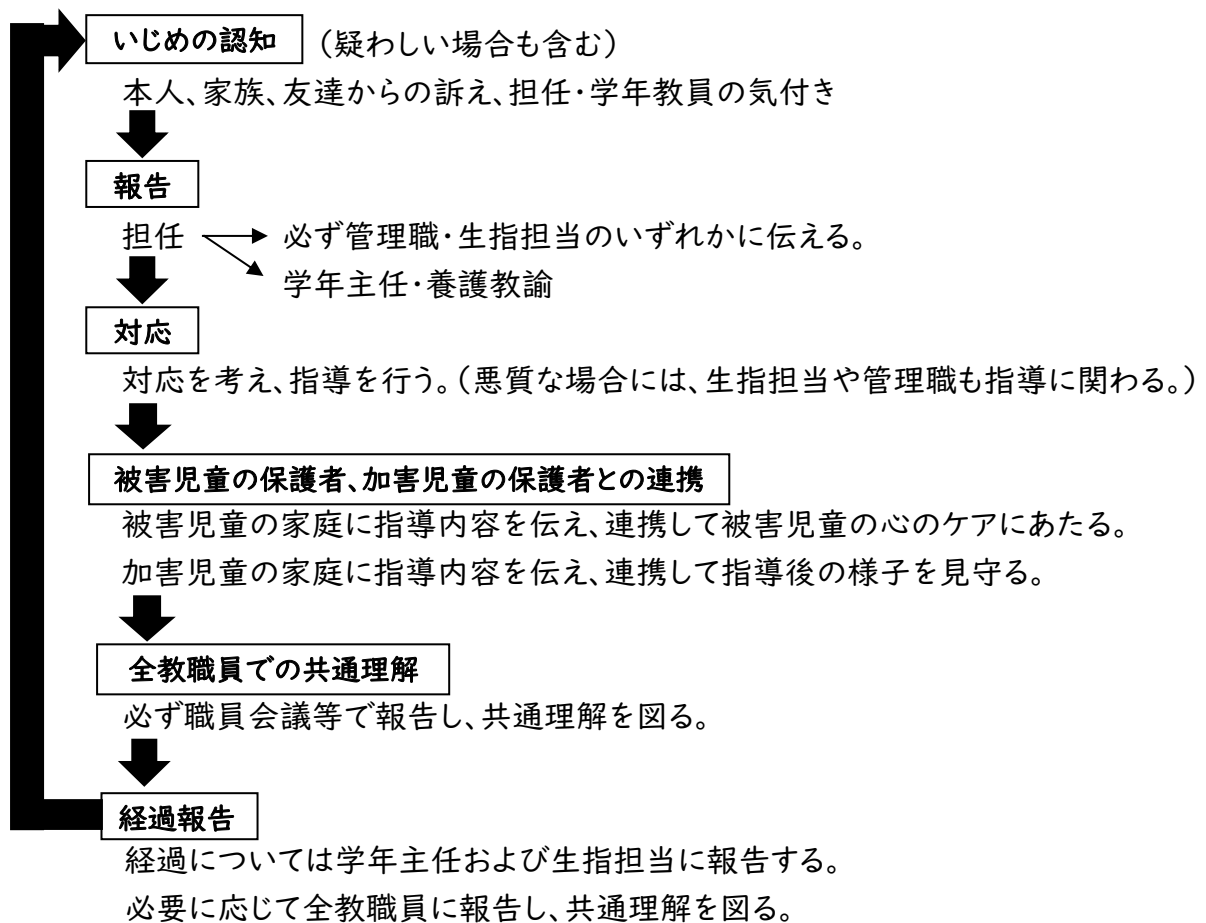 いじめの認知 (疑わしい場合も含む)
本人、家族、友達からの訴え、担任・学年教員の気付き
報告
担任 必ず管理職・生指担当のいずれかに伝える。
学年主任・養護教諭
対応
対応を考え、指導を行う。(悪質な場合には、生指担当や管理職も指導に関わる。)
被害児童の保護者、加害児童の保護者との連携
被害児童の家庭に指導内容を伝え、連携して被害児童の心のケアにあたる。
加害児童の家庭に指導内容を伝え、連携して指導後の様子を見守る。
全教職員での共通理解
必ず職員会議等で報告し、共通理解を図る。
経過報告
経過については学年主任および生指担当に報告する。
必要に応じて全教職員に報告し、共通理解を図る。